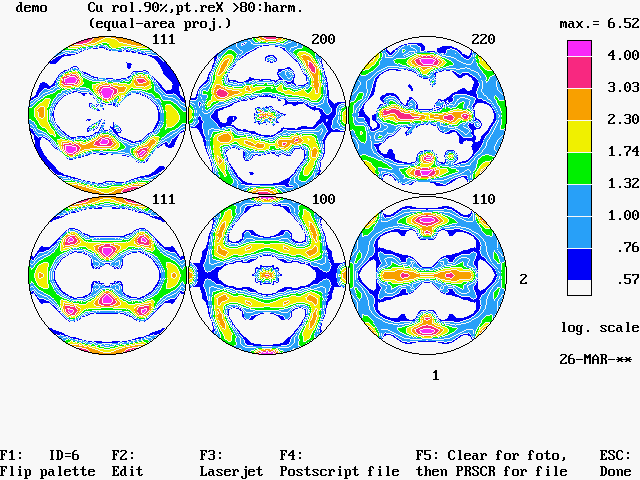 demo Cu rol.90%,pt.reX >80:harm.
(equal-area proj.)
max.= 6.52
111 200 220
4.00
3.03
2.30
1.74
1.32
1.00
.76
.57
111 100 110
2
log. scale
26-MAR-**
1
F1: ID=6 F2: F3: F4: F5: Clear for foto, ESC:
Flip palette Edit Laserjet Postscript file then PRSCR for file Done